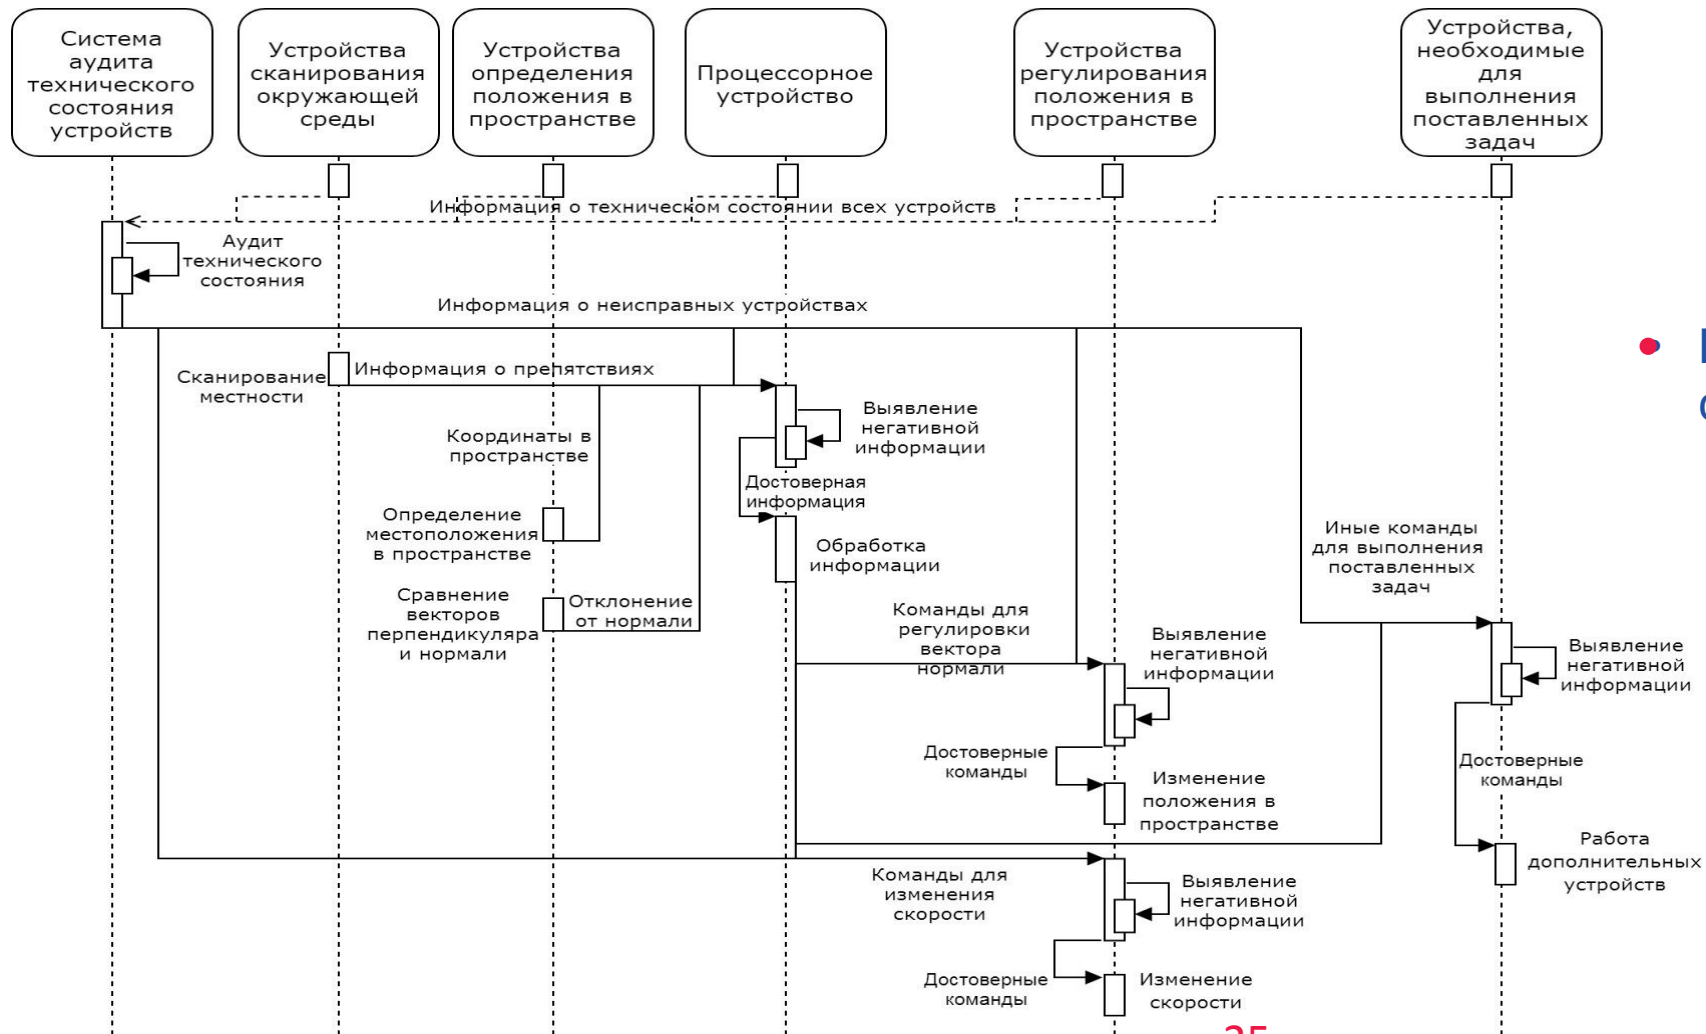 Система
аудита
технического
состояния
устройств
Устройства
сканирования
окружающей
среды
Устройства
определения
положения в
пространстве
Процессорное
устройство
Устройства
регулирования
положения в
пространстве
Устройства,
необходимые
для
выполнения
поставленных
задач
Информация о техническом состоянии всех устройств
Аудит
технического
состояния
Информация о неисправных устройствах
Сканирование
местности
Информация о препятствиях
Выявление
негативной
информации
Координаты в
пространстве
Достоверная
информация
Определение
местоположения
в пространстве
Обработка
информации
Иные команды
для выполнения
поставленных
задач
Сравнение
векторов
перпендикуляра
и нормали
Отклонение
от нормали
Команды для
регулировки
вектора
нормали
Выявление
негативной
информации
Выявление
негативной
информации
Достоверные
команды
Изменение
положения в
пространстве
Достоверные
команды
Работа
дополнительных
устройств
Команды для
изменения
скорости
Выявление
негативной
информации
Достоверные
команды
Изменение
скорости